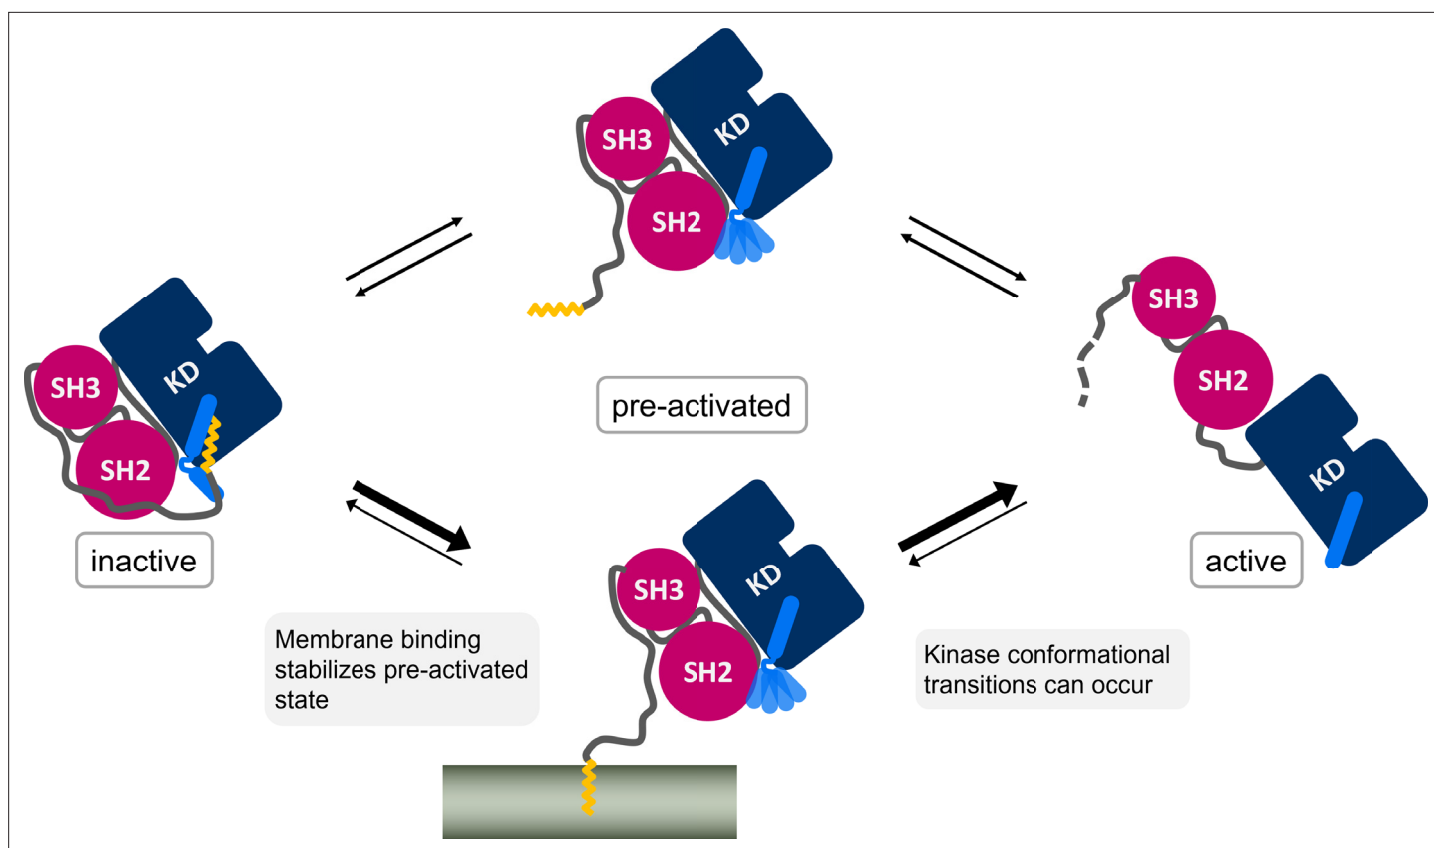 SH3
KD
SH2
pre-activated
SH3
KD
SH2
inactive
SH3
SH2
KD
active
SH3
KD
SH2
Membrane binding
stabilizes pre-activated
state
Kinase conformational
transitions can occur